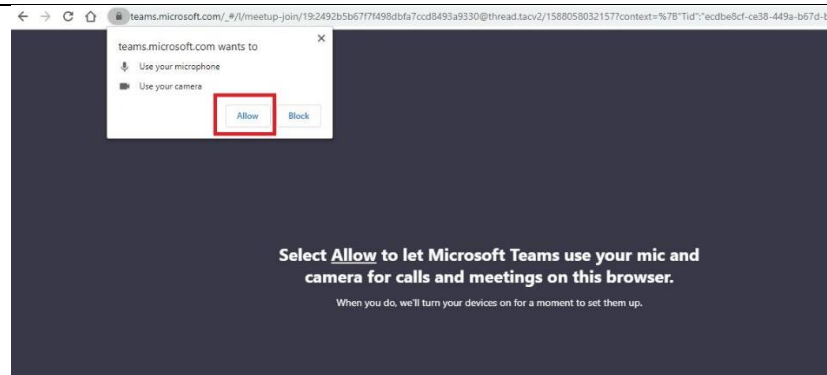 teams.microsoft.com/_#/l/meetup-join/19:2492b5b67f7f498dbfa7ccd8493a9330@thread.tacv2/1588058032157?context=%7B"Tid":"ecdbe8cf-ce38-449a-b67d-b
teams.microsoft.com wants to
Use your microphone
Use your camera
Allow
Block
Select Allow to let Microsoft Teams use your mic and
camera for calls and meetings on this browser.
When you do, we'll turn your devices on for a moment to set them up.